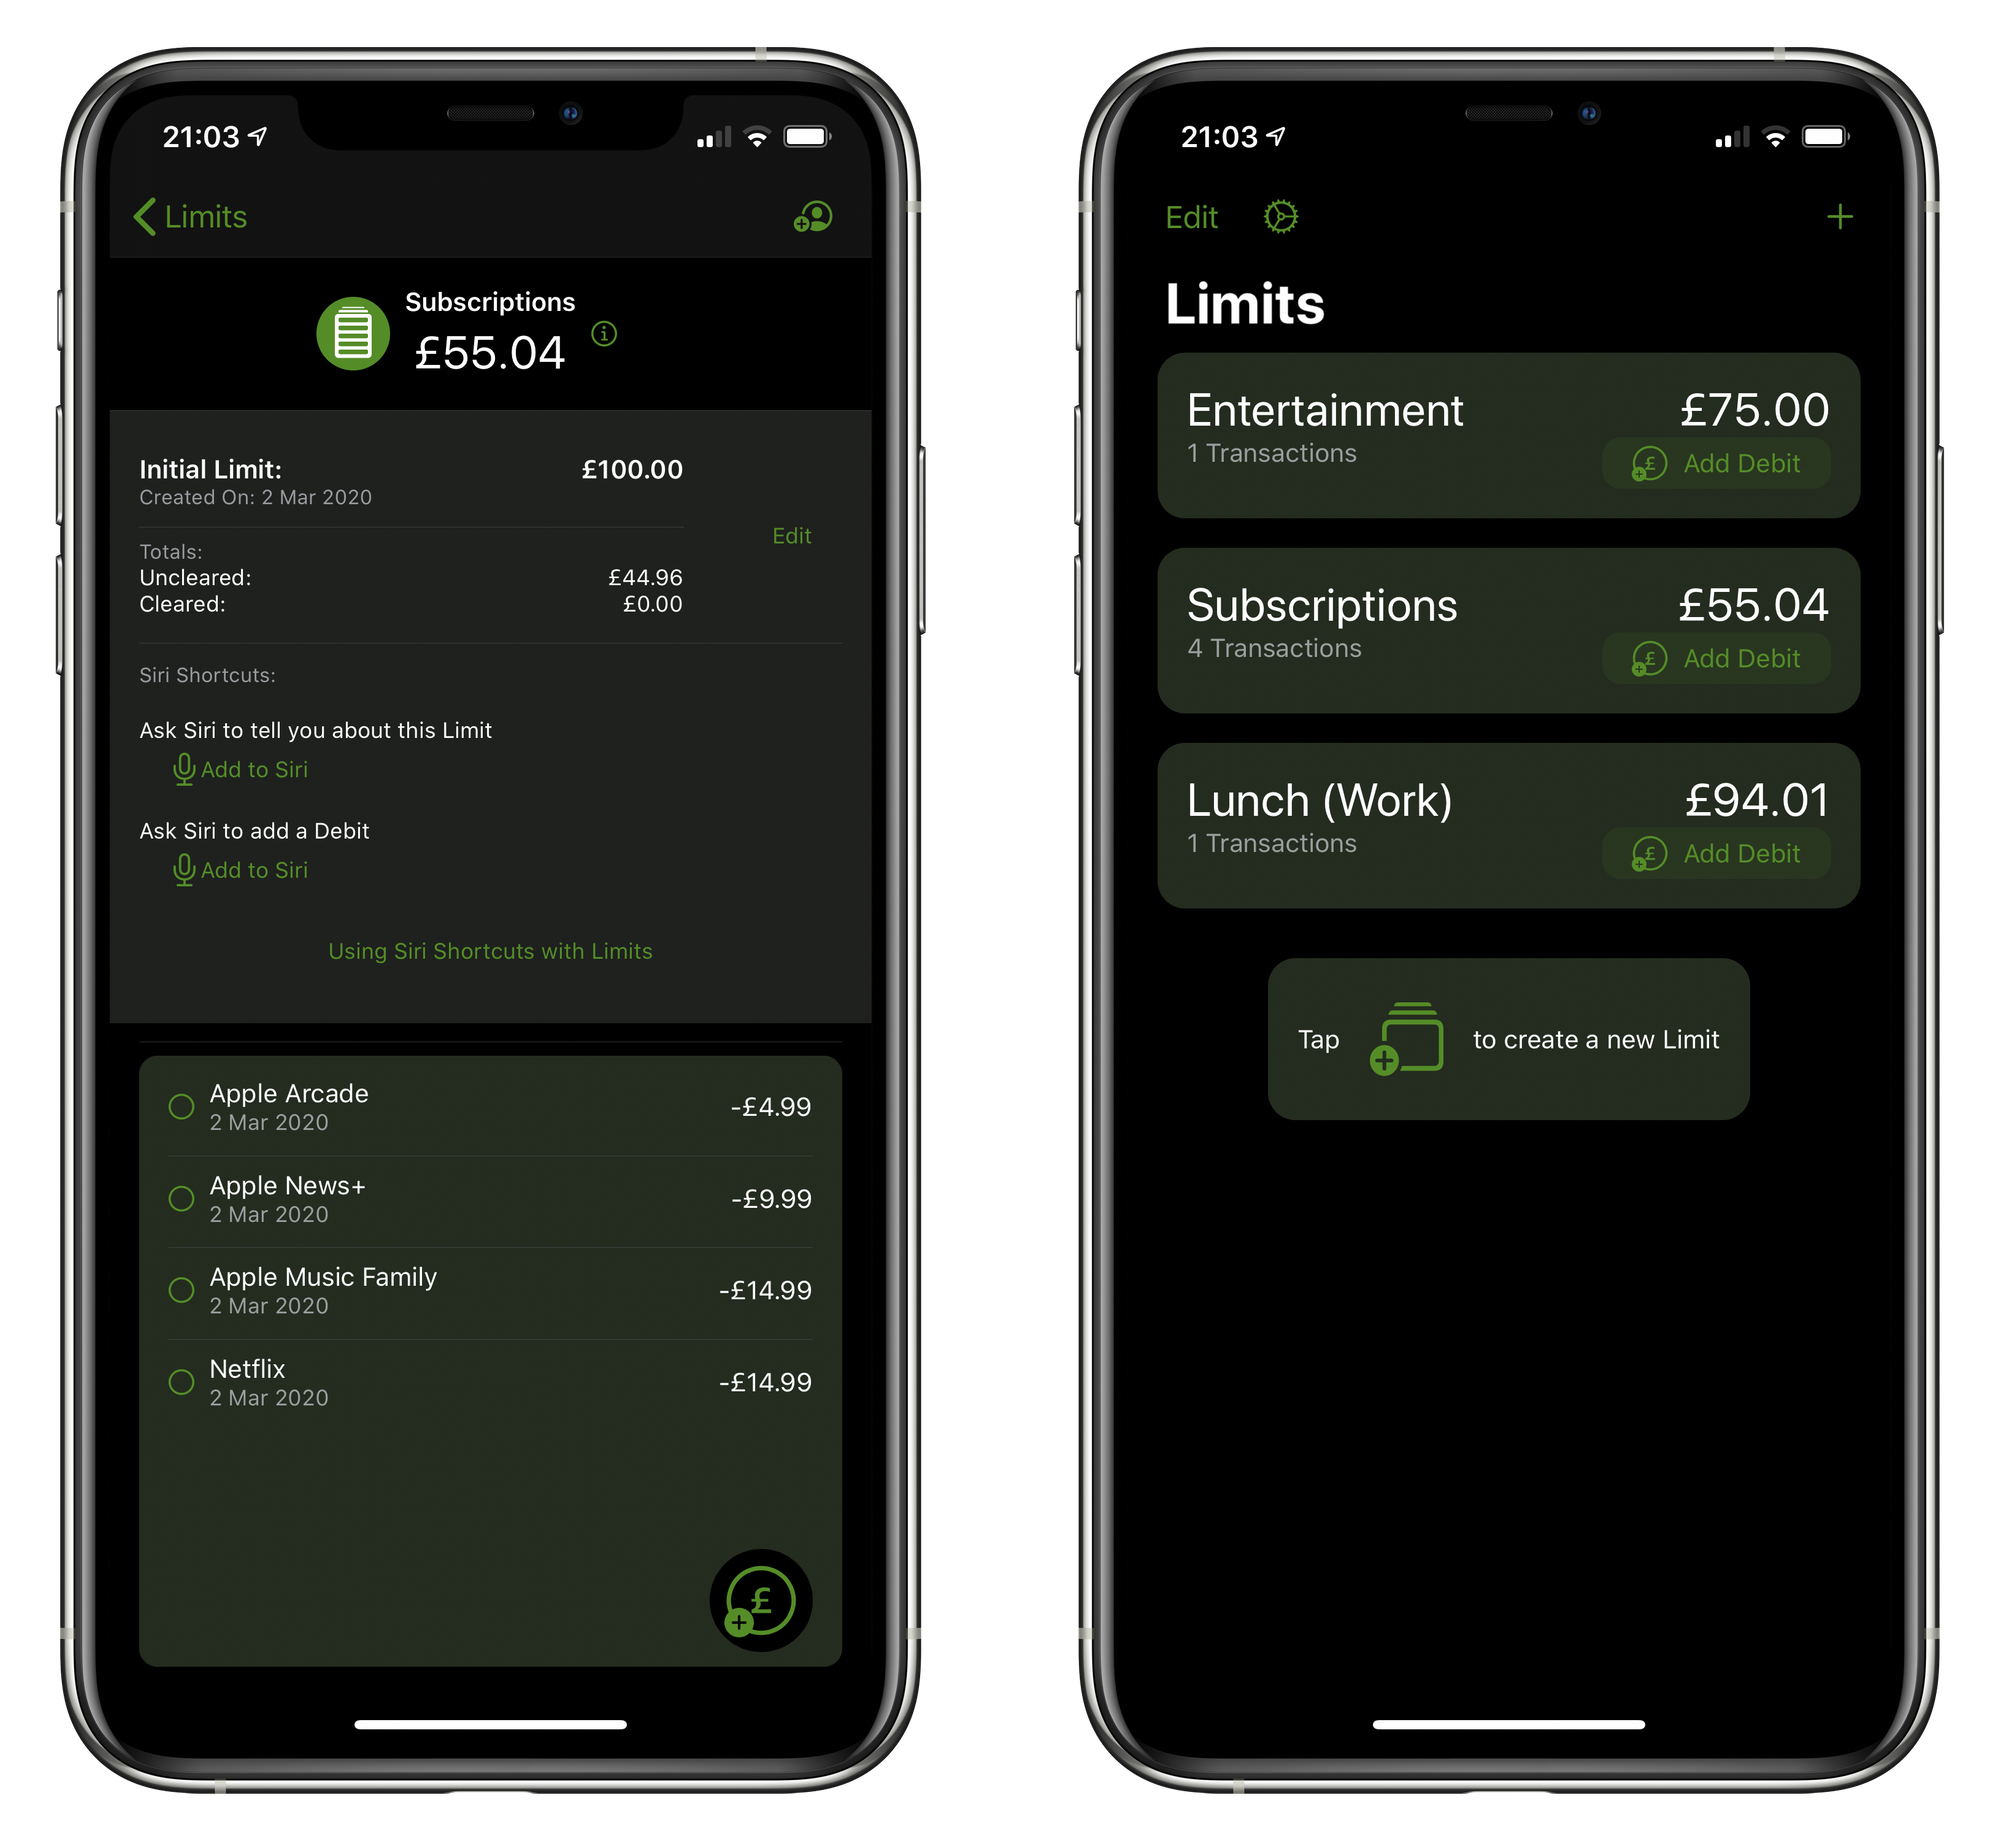 21:03
Limits
Subscriptions
£55.04
Initial Limit: £100.00
Created On: 2 Mar 2020
Edit
Totals:
Uncleared: £44.96
Cleared: £0.00
Siri Shortcuts:
Ask Siri to tell you about this Limit
Add to Siri
Ask Siri to add a Debit
Add to Siri
Using Siri Shortcuts with Limits
Apple Arcade -£4.99
2 Mar 2020
Apple News+ -£9.99
2 Mar 2020
Apple Music Family -£14.99
2 Mar 2020
Netflix -£14.99
2 Mar 2020
£
21:03
Edit
Limits
Entertainment £75.00
1 Transactions £ Add Debit
Subscriptions £55.04
4 Transactions £ Add Debit
Lunch (Work) £94.01
1 Transactions £ Add Debit
Tap to create a new Limit